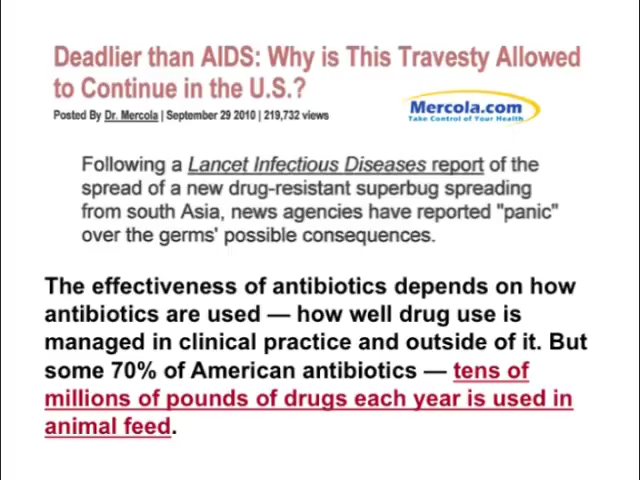 Deadlier than AIDS: Why is This Travesty Allowed
to Continue in the U.S.?
Posted By Dr. Mercola | September 29 2010 | 219,732 views
Mercola.com
Take Control of Your Health
Following a Lancet Infectious Diseases report of the
spread of a new drug-resistant superbug spreading
from south Asia, news agencies have reported "panic"
over the germs' possible consequences.
The effectiveness of antibiotics depends on how
antibiotics are used — how well drug use is
managed in clinical practice and outside of it. But
some 70% of American antibiotics — tens of
millions of pounds of drugs each year is used in
animal feed.